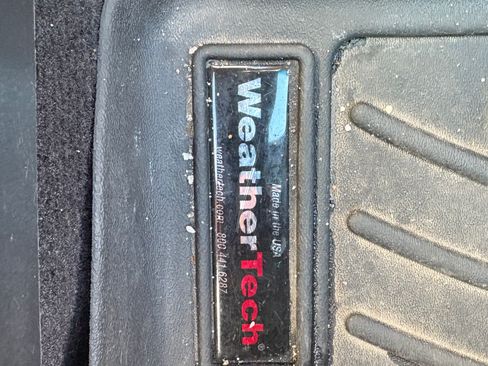 Made in the USA
WeatherTech®
weathertech.com 800.441.6287